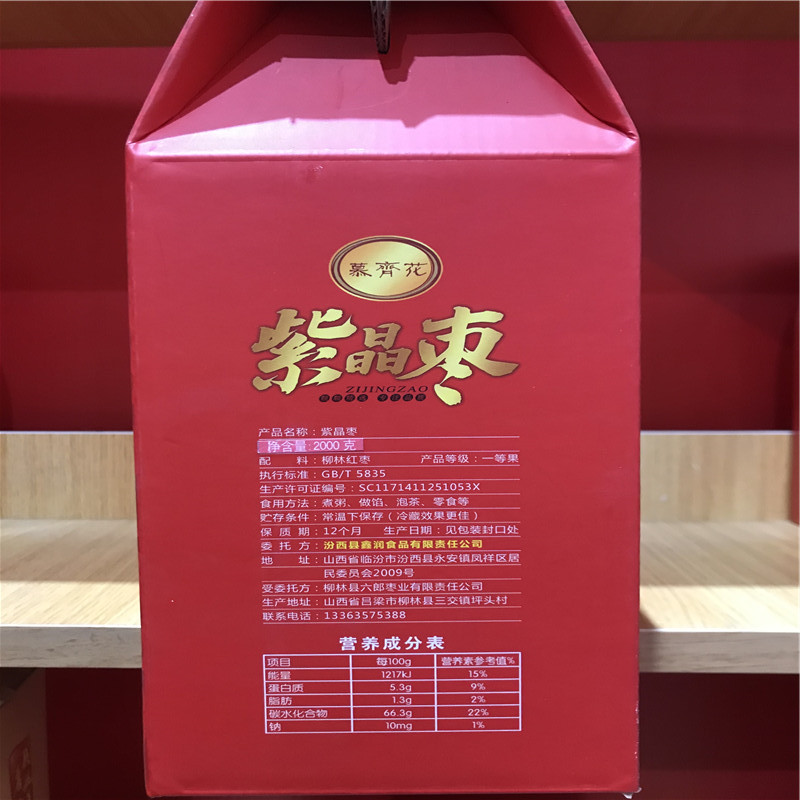 慕齊花
紫晶枣
ZIJINGZAO
产品名称：紫晶枣
净含量：2000 克
配 料：柳林红枣 产品等级：一等果
执行标准：GB/T 5835
生产许可证编号：SC1171411251053X
食用方法：煮粥、做馅、泡茶、零食等
贮存条件：常温下保存（冷藏效果更佳）
保 质 期：12个月 生产日期：见包装封口处
委 托 方：汾西县鑫润食品有限责任公司
地 址：山西省临汾市汾西县永安镇凤祥区居
民委员会2009号
受委托方：柳林县六郎枣业有限责任公司
生产地址：山西省吕梁市柳林县三交镇坪头村
联系电话：13363575388
营养成分表
项目 每100g 营养素参考值%
能量 1217kJ 15%
蛋白质 5.3g 9%
脂肪 1.3g 2%
碳水化合物 66.3g 22%
钠 10mg 1%